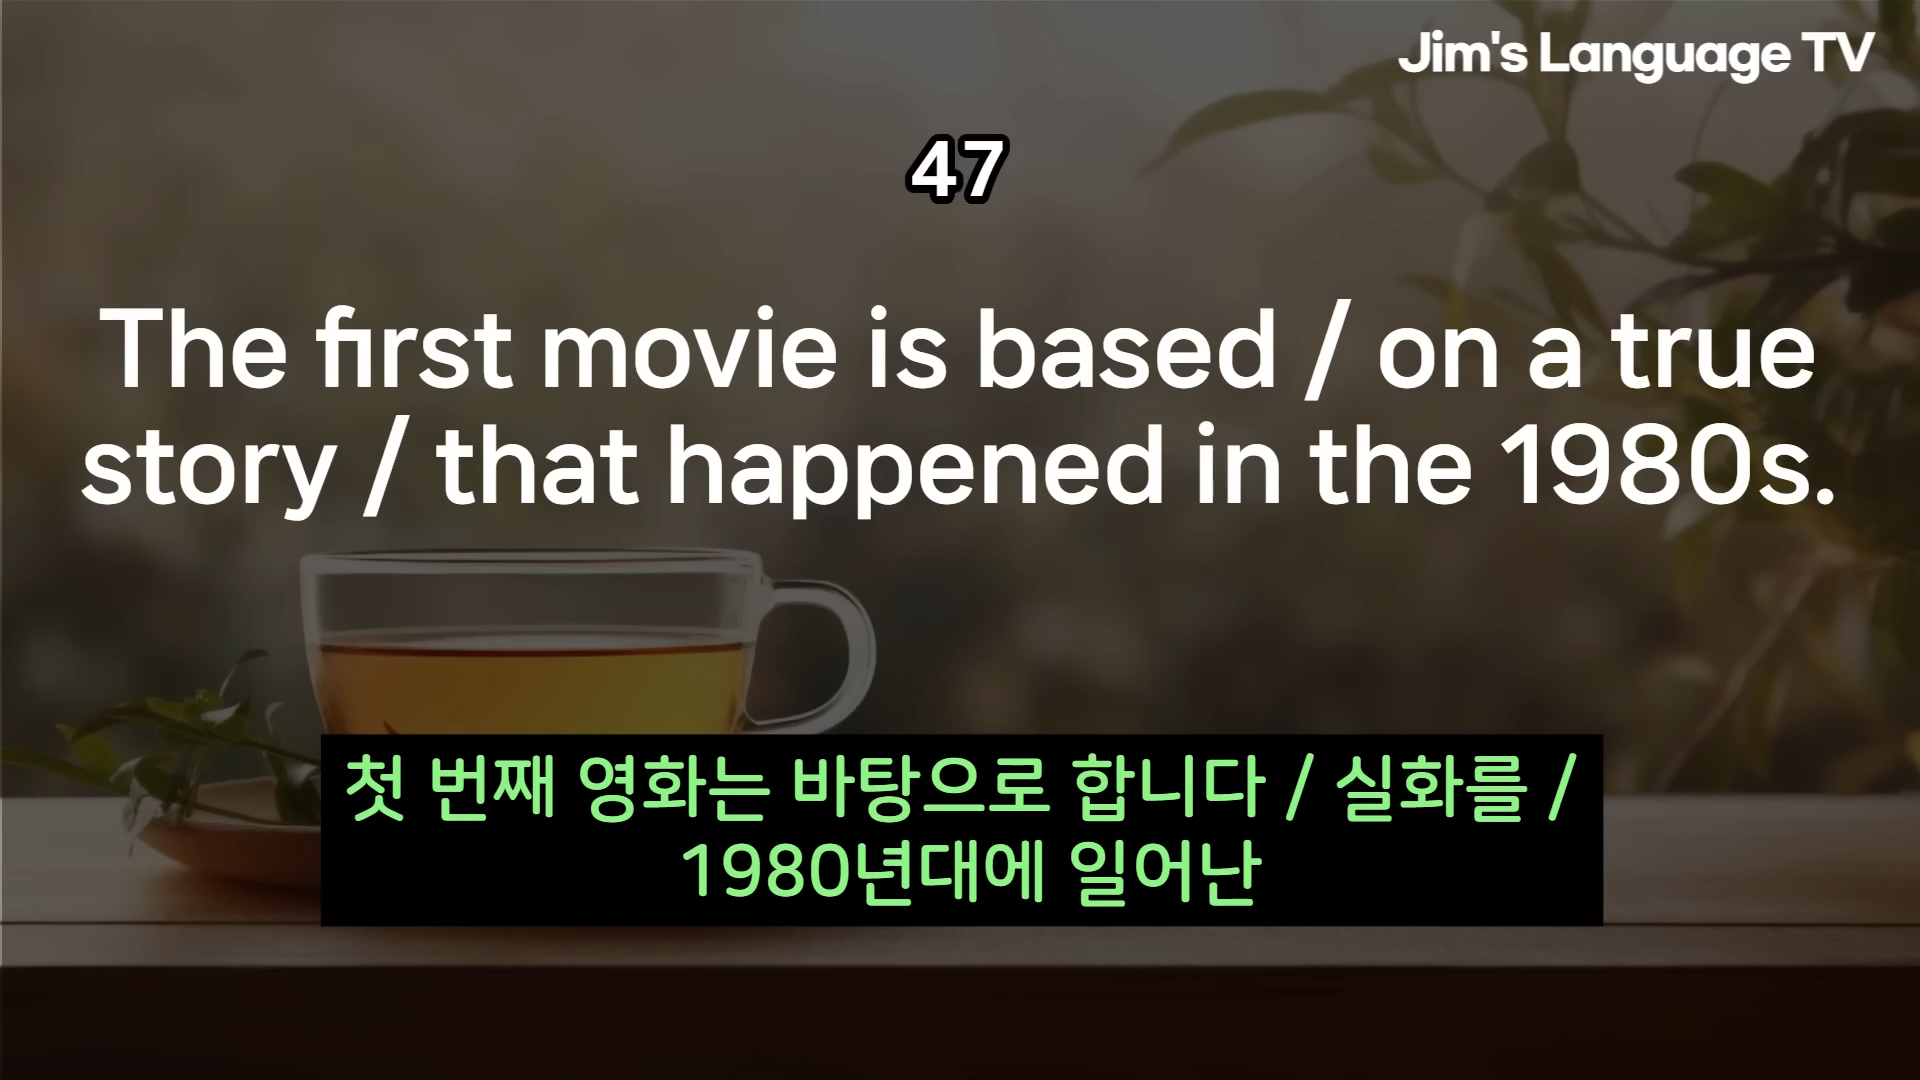 Jim's Language TV
47
The first movie is based / on a true
story / that happened in the 1980s.
첫 번째 영화는 바탕으로 합니다 / 실화를 /
1980년대에 일어난